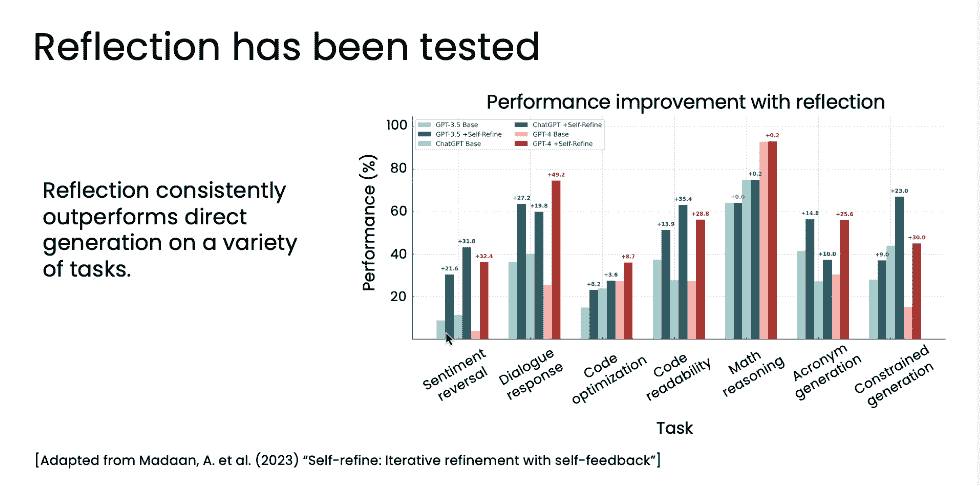 Reflection has been tested
Reflection consistently
outperforms direct
generation on a variety
of tasks.
Performance improvement with reflection
GPT-3.5 Base
GPT-3.5 +Self-Refine
ChatGPT Base
ChatGPT +Self-Refine
GPT-4 Base
GPT-4 +Self-Refine
Performance (%)
100
80
60
40
20
+21.6
+31.8
+32.4
+27.2
+19.8
+49.2
+8.2
+3.6
+8.7
+13.9
+35.4
+28.8
+0.2
+0.2
+14.8
+10.0
+25.6
+9.0
+23.0
+30.0
Sentiment
reversal
Dialogue
response
Code
optimization
Code
readability
Math
reasoning
Acronym
generation
Constrained
generation
Task
[Adapted from Madaan, A. et al. (2023) “Self-refine: Iterative refinement with self-feedback”]